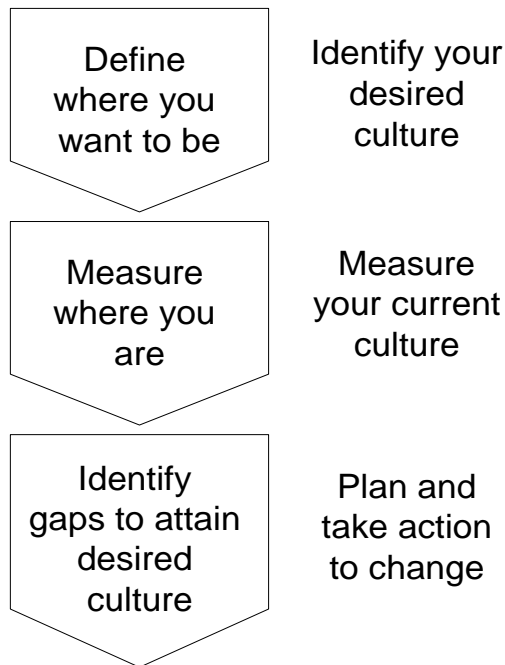 Define
where you
want to be
Identify your
desired
culture
Measure
where you
are
Measure
your current
culture
Identify
gaps to attain
desired
culture
Plan and
take action
to change